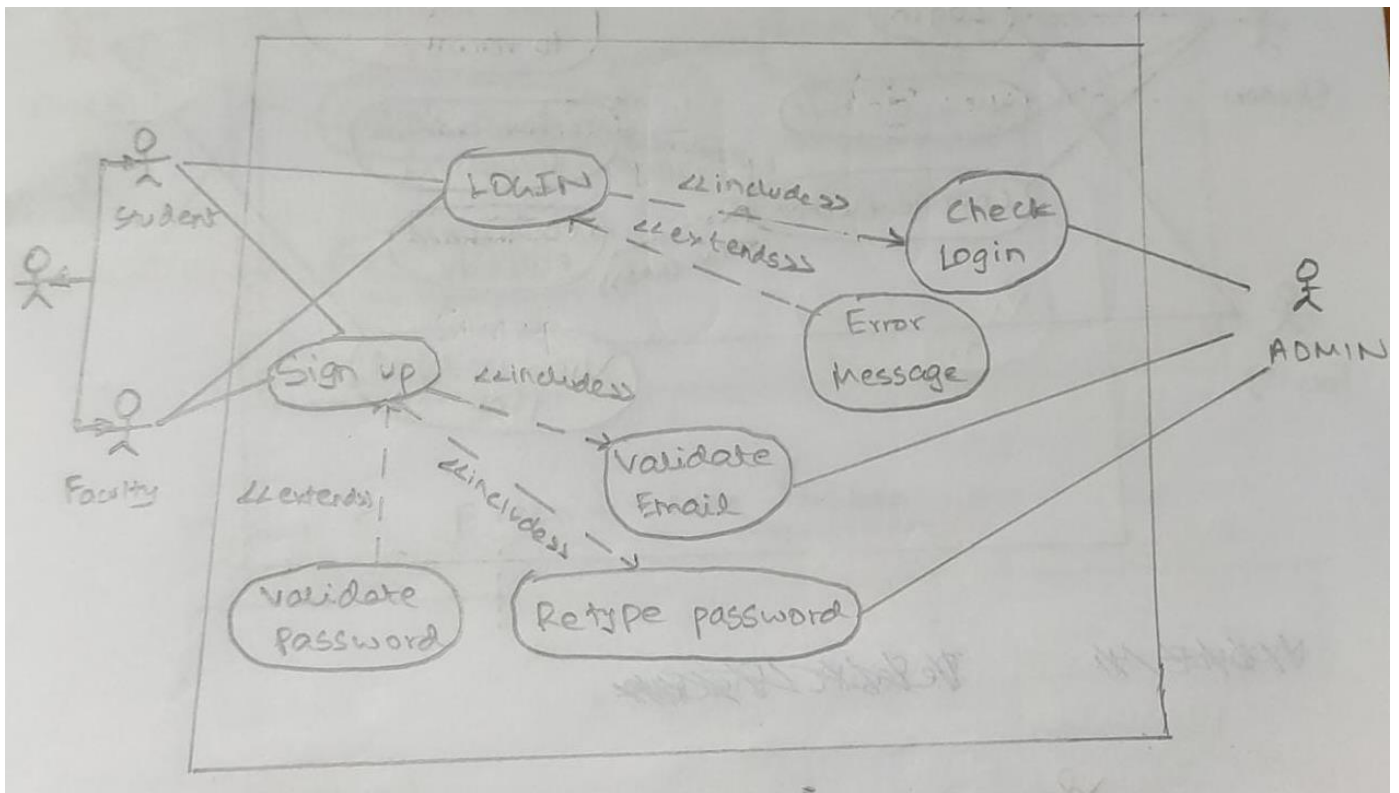 LOGIN
<<includes>>
Check
Login
Student
<<extends>>
Error
Message
ADMIN
Sign up
<<includes>>
Validate
Email
Faculty
<<extends>>
<<includes>>
Validate
Password
Retype password